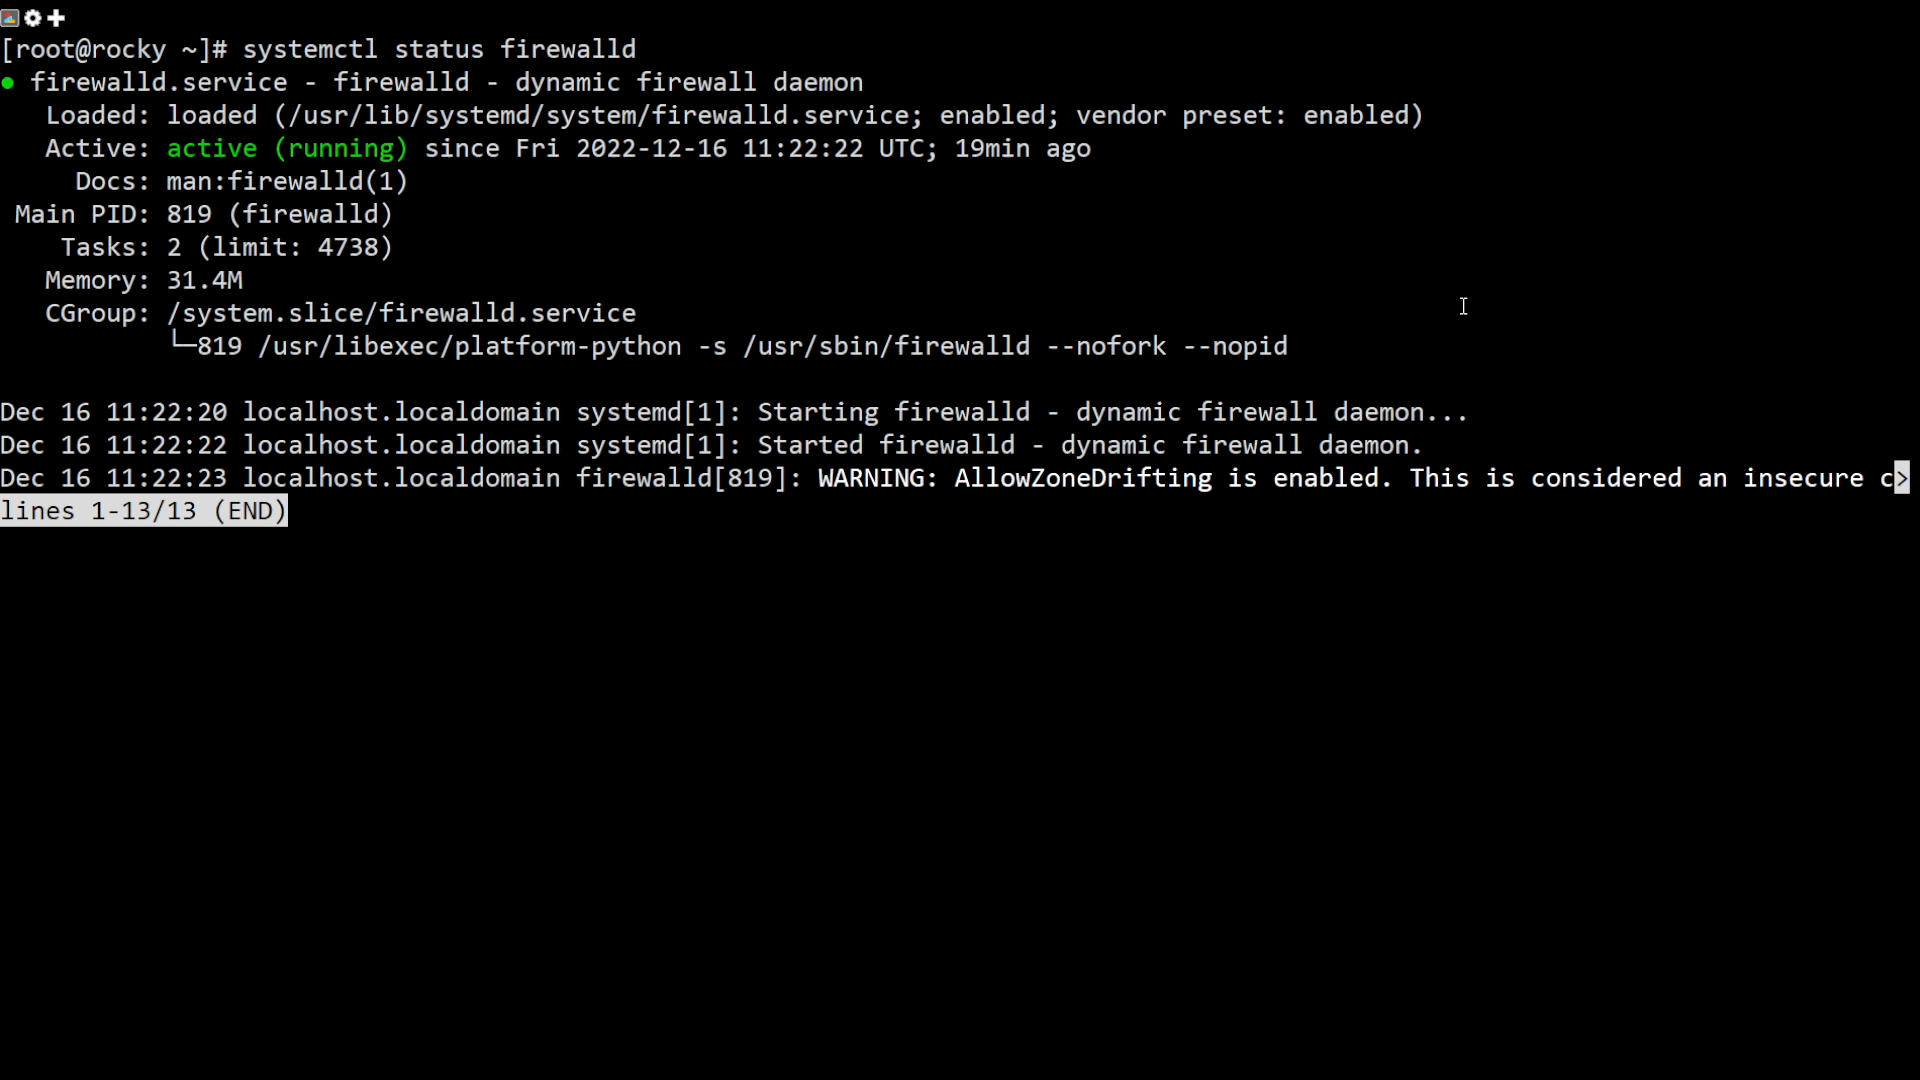 [root@rocky ~]# systemctl status firewalld
● firewalld.service - firewalld - dynamic firewall daemon
   Loaded: loaded (/usr/lib/systemd/system/firewalld.service; enabled; vendor preset: enabled)
   Active: active (running) since Fri 2022-12-16 11:22:22 UTC; 19min ago
     Docs: man:firewalld(1)
 Main PID: 819 (firewalld)
    Tasks: 2 (limit: 4738)
   Memory: 31.4M
   CGroup: /system.slice/firewalld.service
           └─819 /usr/libexec/platform-python -s /usr/sbin/firewalld --nofork --nopid

Dec 16 11:22:20 localhost.localdomain systemd[1]: Starting firewalld - dynamic firewall daemon...
Dec 16 11:22:22 localhost.localdomain systemd[1]: Started firewalld - dynamic firewall daemon.
Dec 16 11:22:23 localhost.localdomain firewalld[819]: WARNING: AllowZoneDrifting is enabled. This is considered an insecure c>
lines 1-13/13 (END)